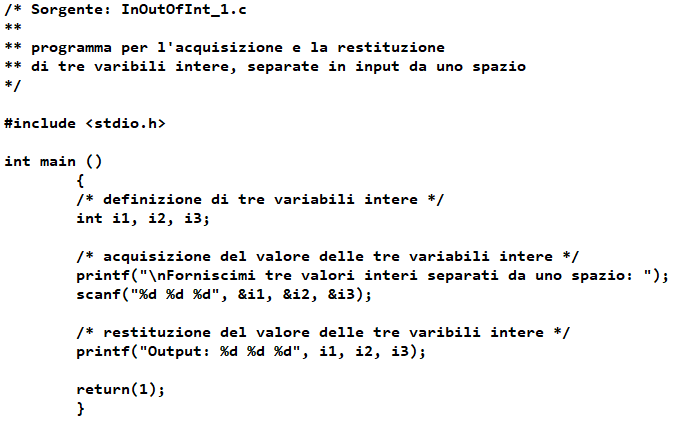 /* Sorgente: InOutOfInt_1.c
**
** programma per l'acquisizione e la restituzione
** di tre varibili intere, separate in input da uno spazio
*/
#include <stdio.h>
int main ()
{
/* definizione di tre variabili intere */
int i1, i2, i3;
/* acquisizione del valore delle tre variabili intere */
printf("\nForniscimi tre valori interi separati da uno spazio: ");
scanf("%d %d %d", &i1, &i2, &i3);
/* restituzione del valore delle tre varibili intere */
printf("Output: %d %d %d", i1, i2, i3);
return(1);
}